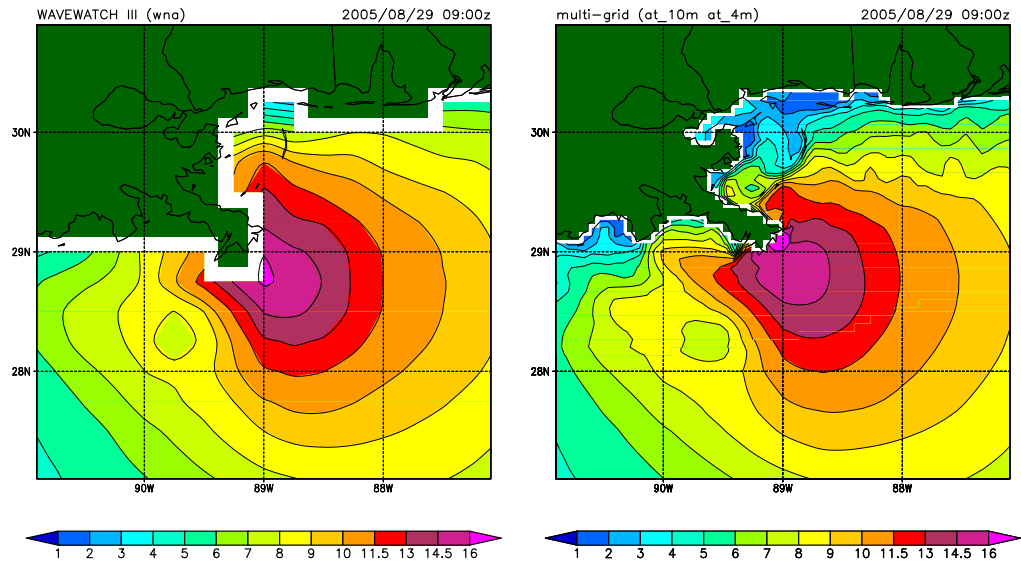 WAVEWATCH III (wna) 2005/08/29 09:00z
30N
29N
28N
90W 89W 88W
1 2 3 4 5 6 7 8 9 10 11.5 13 14.5 16
multi-grid (at_10m at_4m) 2005/08/29 09:00z
30N
29N
28N
90W 89W 88W
1 2 3 4 5 6 7 8 9 10 11.5 13 14.5 16